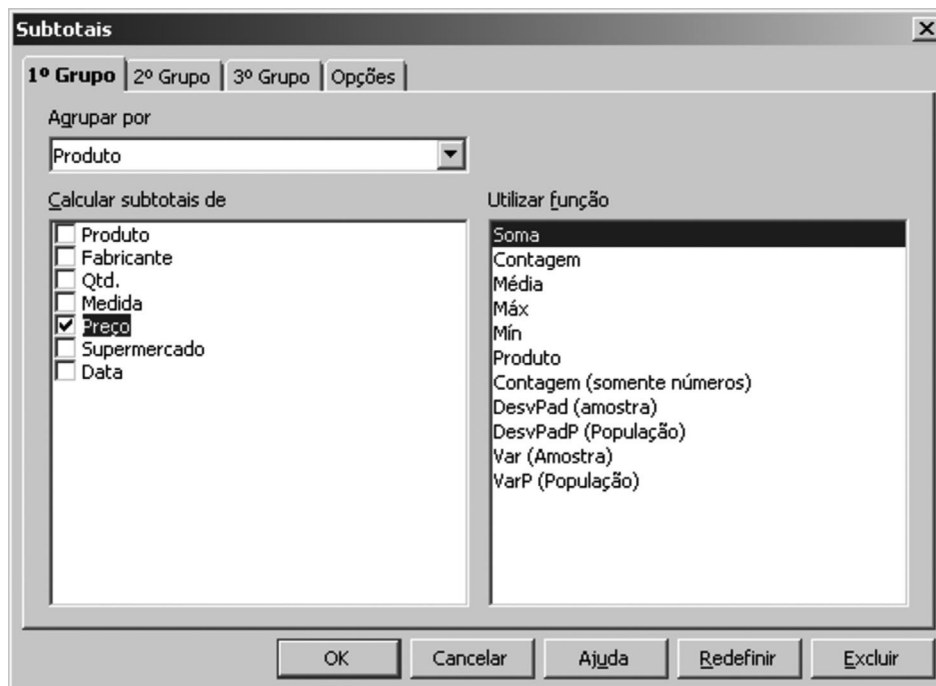 Subtotais
1º Grupo 2º Grupo 3º Grupo Opções
Agrupar por
Produto
Calcular subtotais de
Produto
Fabricante
Qtd.
Medida
Preço
Supermercado
Data
Utilizar função
Soma
Contagem
Média
Máx
Mín
Produto
Contagem (somente números)
DesvPad (amostra)
DesvPadP (População)
Var (Amostra)
VarP (População)
OK Cancelar Ajuda Redefinir Excluir